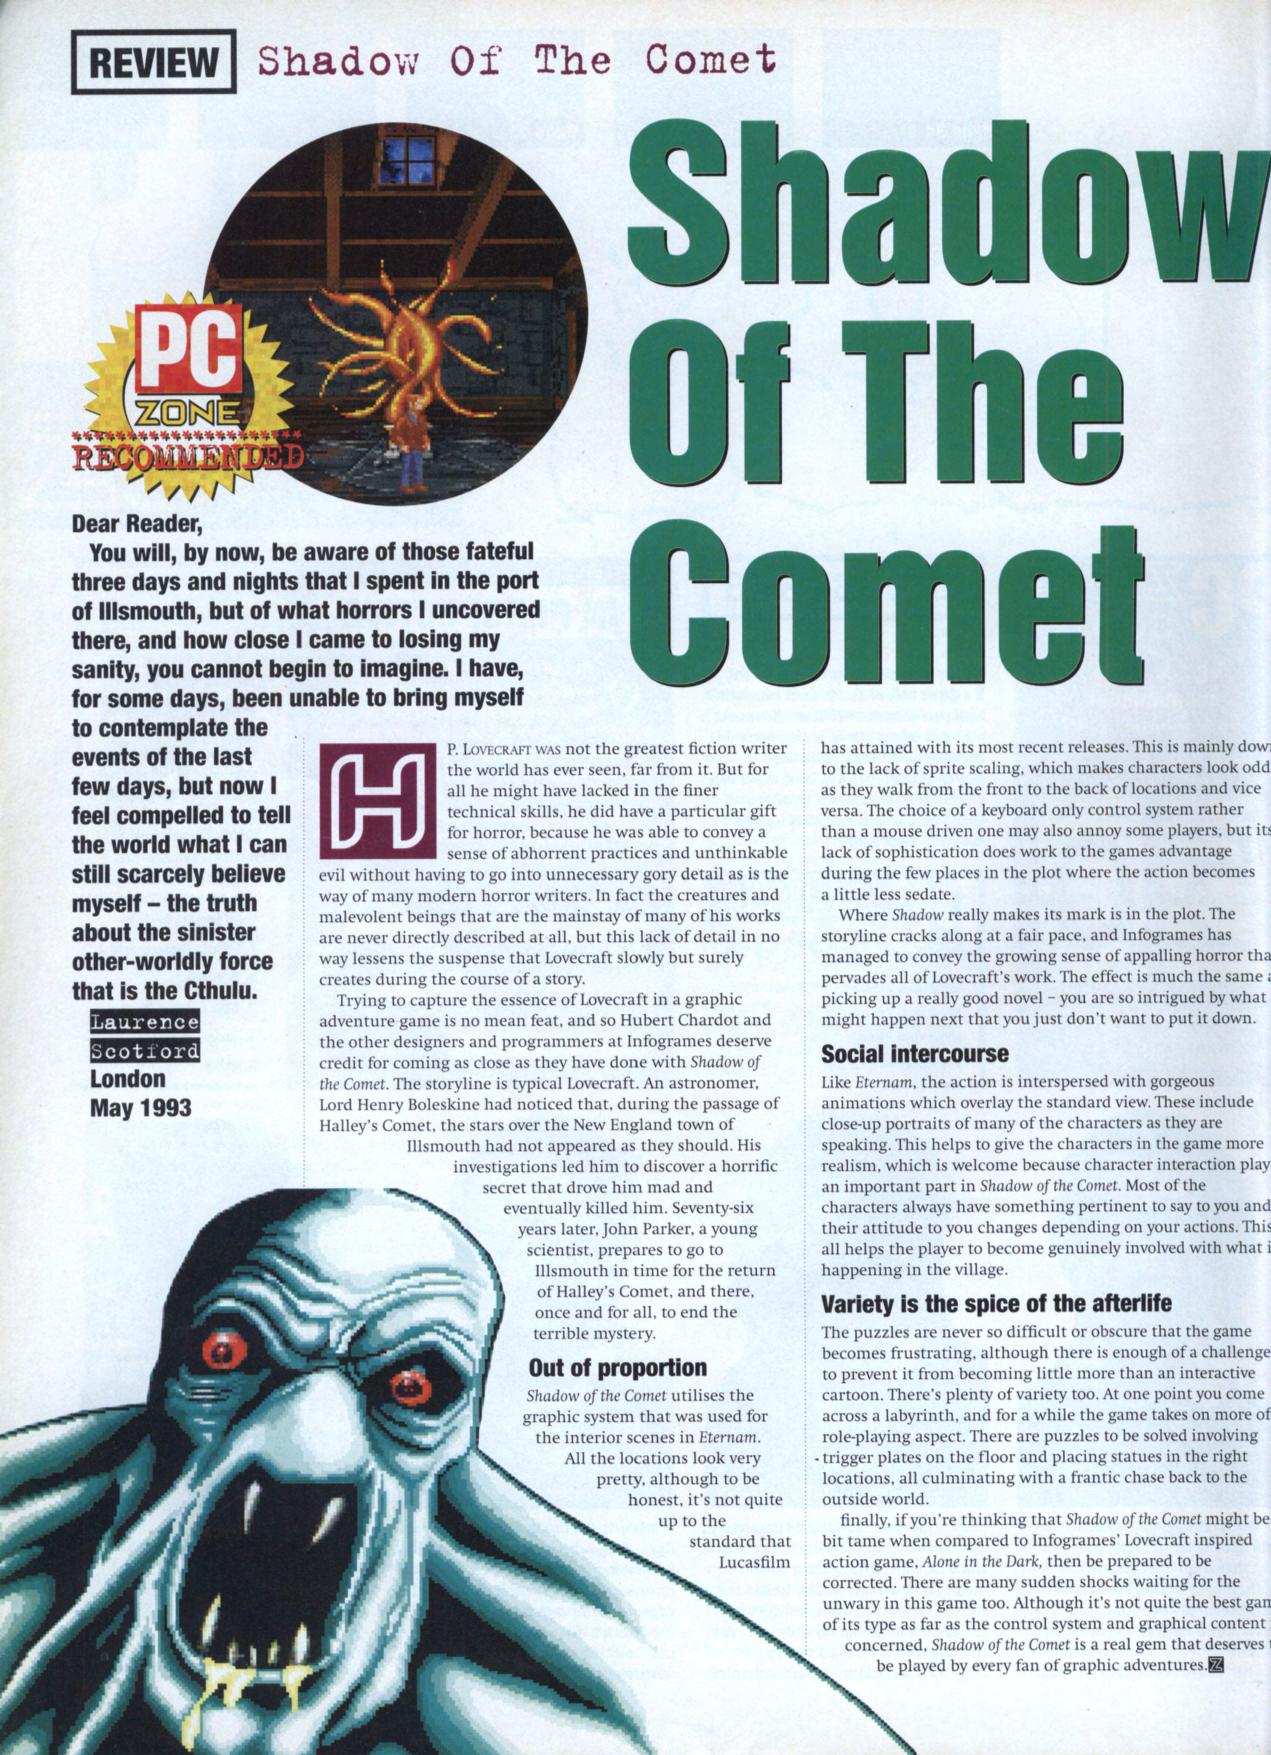 REVIEW Shadow Of The Comet
Shadow
Of The
Comet
PC
ZONE
RECOMMENDED
Dear Reader,
You will, by now, be aware of those fateful
three days and nights that I spent in the port
of Illsmouth, but of what horrors I uncovered
there, and how close I came to losing my
sanity, you cannot begin to imagine. I have,
for some days, been unable to bring myself
to contemplate the
events of the last
few days, but now I
feel compelled to tell
the world what I can
still scarcely believe
myself – the truth
about the sinister
other-worldly force
that is the Cthulu.
Laurence
Scotford
London
May 1993
H
P. LOVECRAFT WAS not the greatest fiction writer
the world has ever seen, far from it. But for
all he might have lacked in the finer
technical skills, he did have a particular gift
for horror, because he was able to convey a
sense of abhorrent practices and unthinkable
evil without having to go into unnecessary gory detail as is the
way of many modern horror writers. In fact the creatures and
malevolent beings that are the mainstay of many of his works
are never directly described at all, but this lack of detail in no
way lessens the suspense that Lovecraft slowly but surely
creates during the course of a story.
Trying to capture the essence of Lovecraft in a graphic
adventure game is no mean feat, and so Hubert Chardot and
the other designers and programmers at Infogrames deserve
credit for coming as close as they have done with Shadow of
the Comet. The storyline is typical Lovecraft. An astronomer,
Lord Henry Boleskine had noticed that, during the passage of
Halley's Comet, the stars over the New England town of
Illsmouth had not appeared as they should. His
investigations led him to discover a horrific
secret that drove him mad and
eventually killed him. Seventy-six
years later, John Parker, a young
scientist, prepares to go to
Illsmouth in time for the return
of Halley's Comet, and there,
once and for all, to end the
terrible mystery.
Out of proportion
Shadow of the Comet utilises the
graphic system that was used for
the interior scenes in Eternam.
All the locations look very
pretty, although to be
honest, it's not quite
up to the
standard that
Lucasfilm
has attained with its most recent releases. This is mainly dow
to the lack of sprite scaling, which makes characters look odd
as they walk from the front to the back of locations and vice
versa. The choice of a keyboard only control system rather
than a mouse driven one may also annoy some players, but its
lack of sophistication does work to the games advantage
during the few places in the plot where the action becomes
a little less sedate.
Where Shadow really makes its mark is in the plot. The
storyline cracks along at a fair pace, and Infogrames has
managed to convey the growing sense of appalling horror tha
pervades all of Lovecraft's work. The effect is much the same a
picking up a really good novel – you are so intrigued by what
might happen next that you just don't want to put it down.
Social intercourse
Like Eternam, the action is interspersed with gorgeous
animations which overlay the standard view. These include
close-up portraits of many of the characters as they are
speaking. This helps to give the characters in the game more
realism, which is welcome because character interaction play
an important part in Shadow of the Comet. Most of the
characters always have something pertinent to say to you and
their attitude to you changes depending on your actions. This
all helps the player to become genuinely involved with what i
happening in the village.
Variety is the spice of the afterlife
The puzzles are never so difficult or obscure that the game
becomes frustrating, although there is enough of a challenge
to prevent it from becoming little more than an interactive
cartoon. There's plenty of variety too. At one point you come
across a labyrinth, and for a while the game takes on more of
role-playing aspect. There are puzzles to be solved involving
trigger plates on the floor and placing statues in the right
locations, all culminating with a frantic chase back to the
outside world.
finally, if you're thinking that Shadow of the Comet might be
bit tame when compared to Infogrames' Lovecraft inspired
action game, Alone in the Dark, then be prepared to be
corrected. There are many sudden shocks waiting for the
unwary in this game too. Although it's not quite the best gam
of its type as far as the control system and graphical content
concerned, Shadow of the Comet is a real gem that deserves
be played by every fan of graphic adventures. Z